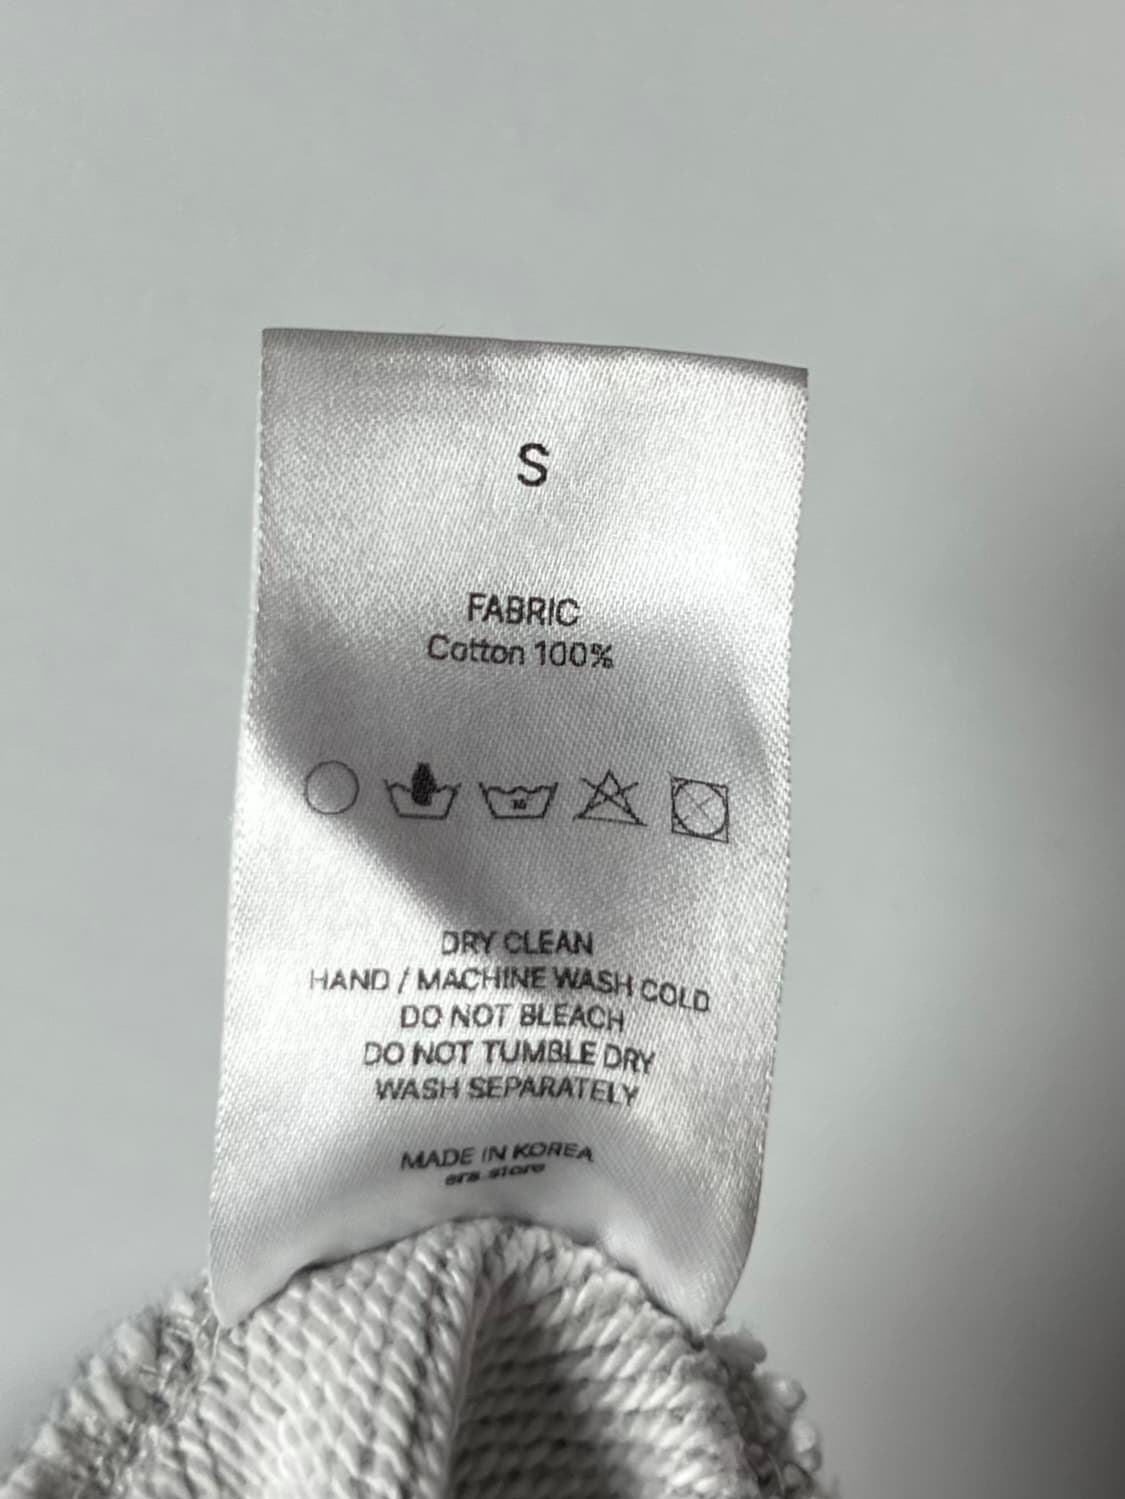 S
FABRIC
Cotton 100%
DRY CLEAN
HAND / MACHINE WASH COLD
DO NOT BLEACH
DO NOT TUMBLE DRY
WASH SEPARATELY
MADE IN KOREA
store